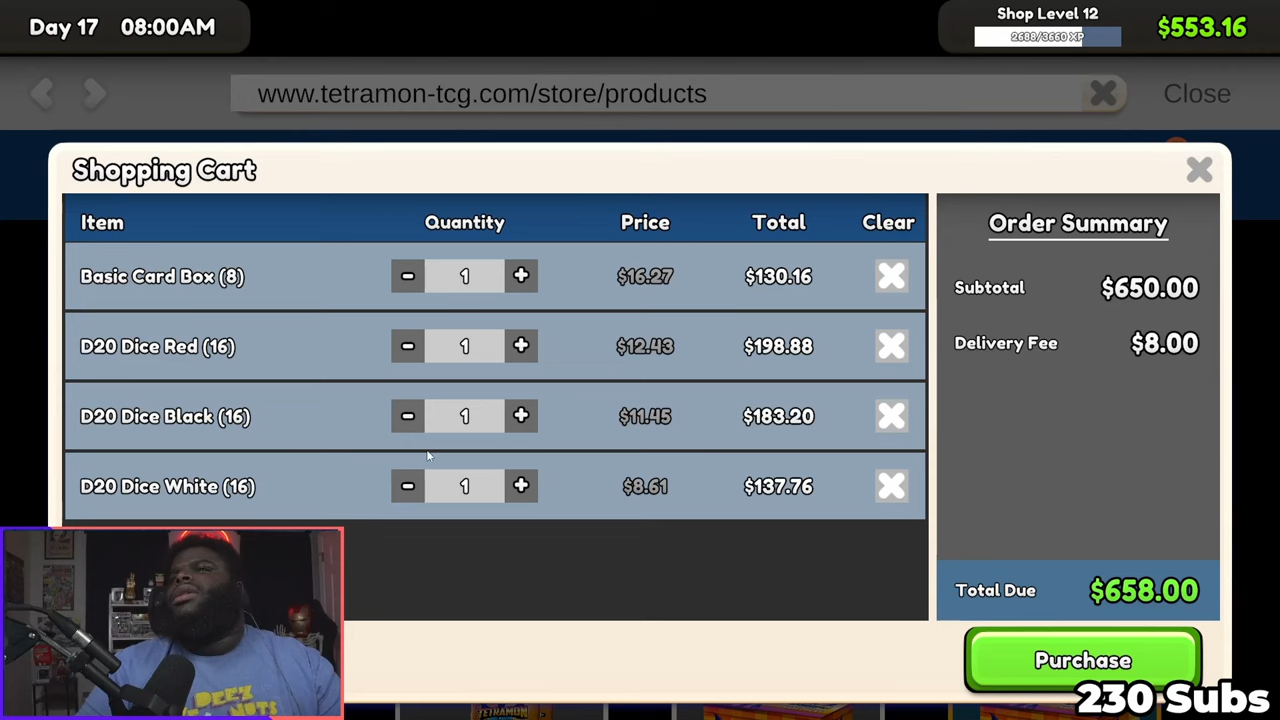 Day 17 08:00AM
Shop Level 12
2688/3660 XP
$553.16
www.tetramon-tcg.com/store/products
Close
Shopping Cart
Item Quantity Price Total Clear
Basic Card Box (8) - 1 + $16.27 $130.16
D20 Dice Red (16) - 1 + $12.43 $198.88
D20 Dice Black (16) - 1 + $11.45 $183.20
D20 Dice White (16) - 1 + $8.61 $137.76
Order Summary
Subtotal $650.00
Delivery Fee $8.00
Total Due $658.00
Purchase
230 Subs
DEEZ
NUTS
TETRAMON